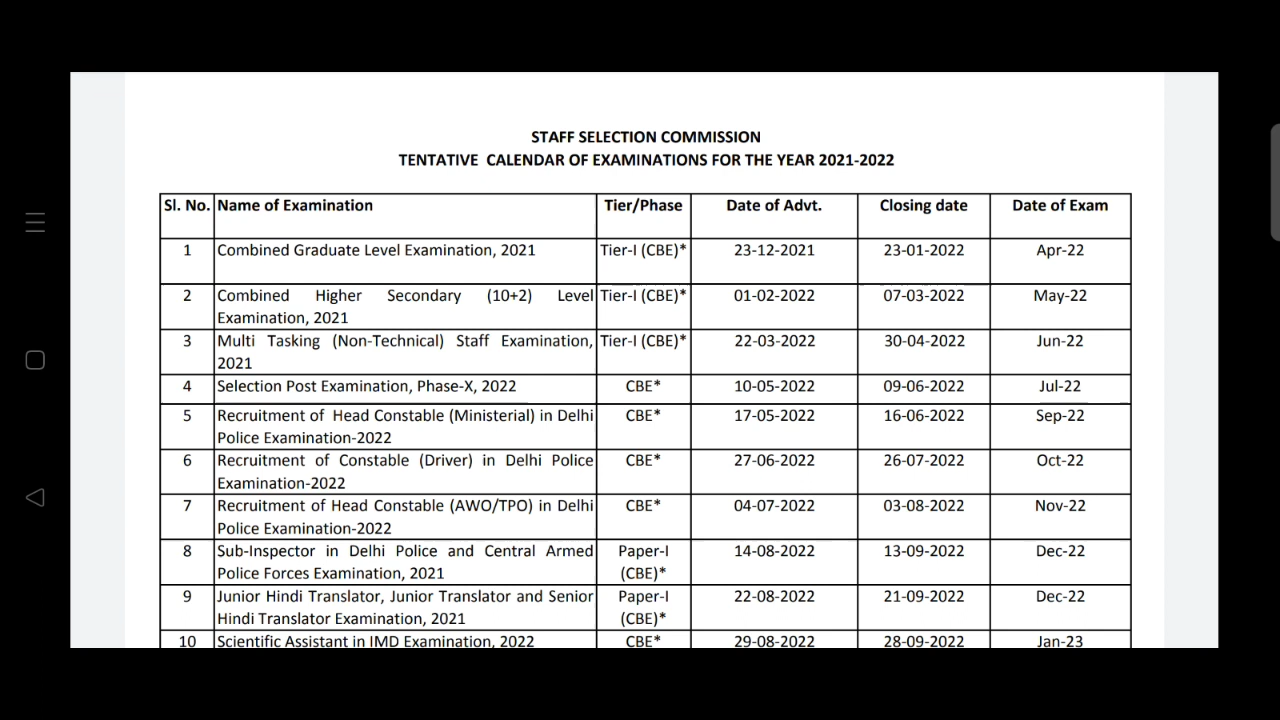 STAFF SELECTION COMMISSION
TENTATIVE CALENDAR OF EXAMINATIONS FOR THE YEAR 2021-2022
Sl. No. Name of Examination Tier/Phase Date of Advt. Closing date Date of Exam
1 Combined Graduate Level Examination, 2021 Tier-I (CBE)* 23-12-2021 23-01-2022 Apr-22
2 Combined Higher Secondary (10+2) Level Tier-I (CBE)* 01-02-2022 07-03-2022 May-22
Examination, 2021
3 Multi Tasking (Non-Technical) Staff Examination, Tier-I (CBE)* 22-03-2022 30-04-2022 Jun-22
2021
4 Selection Post Examination, Phase-X, 2022 CBE* 10-05-2022 09-06-2022 Jul-22
5 Recruitment of Head Constable (Ministerial) in Delhi CBE* 17-05-2022 16-06-2022 Sep-22
Police Examination-2022
6 Recruitment of Constable (Driver) in Delhi Police CBE* 27-06-2022 26-07-2022 Oct-22
Examination-2022
7 Recruitment of Head Constable (AWO/TPO) in Delhi CBE* 04-07-2022 03-08-2022 Nov-22
Police Examination-2022
8 Sub-Inspector in Delhi Police and Central Armed Paper-I 14-08-2022 13-09-2022 Dec-22
Police Forces Examination, 2021 (CBE)*
9 Junior Hindi Translator, Junior Translator and Senior Paper-I 22-08-2022 21-09-2022 Dec-22
Hindi Translator Examination, 2021 (CBE)*
10 Scientific Assistant in IMD Examination, 2022 CBE* 29-08-2022 28-09-2022 Jan-23